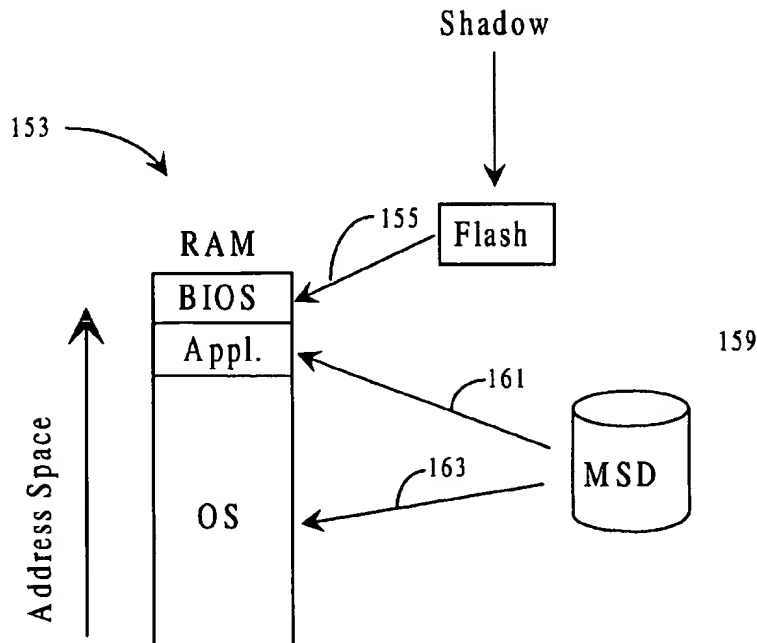 Shadow
153
155
Flash
RAM
BIOS
Appl.
159
161
163
MSD
OS
Address Space